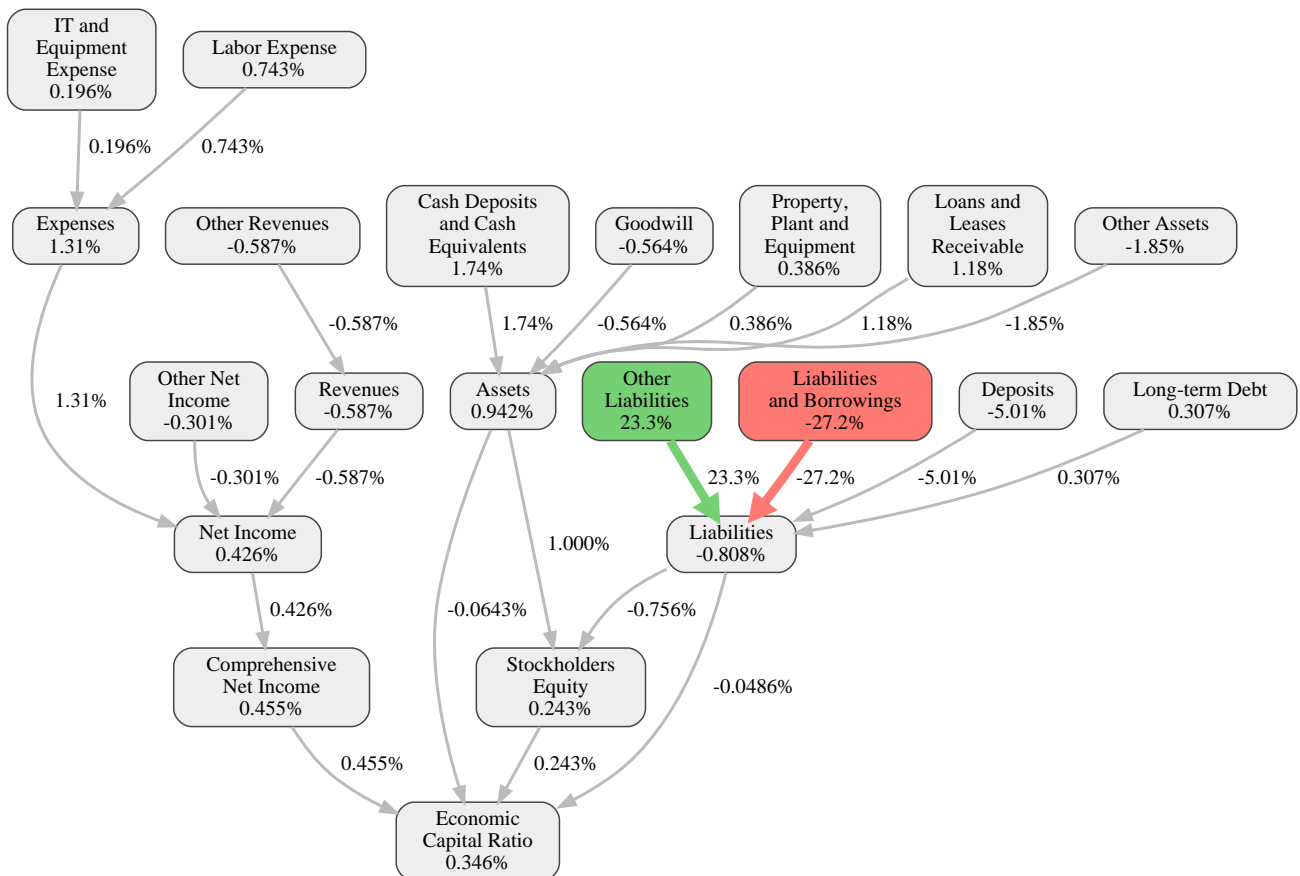 IT and
Equipment
Expense
0.196%
Labor Expense
0.743%
0.196%
0.743%
Expenses
1.31%
Other Revenues
-0.587%
Cash Deposits
and Cash
Equivalents
1.74%
Goodwill
-0.564%
Property,
Plant and
Equipment
0.386%
Loans and
Leases
Receivable
1.18%
Other Assets
-1.85%
-0.587%
1.74%
-0.564%
0.386%
1.18%
-1.85%
1.31%
Other Net
Income
-0.301%
Revenues
-0.587%
Assets
0.942%
Other
Liabilities
23.3%
Liabilities
and Borrowings
-27.2%
Deposits
-5.01%
Long-term Debt
0.307%
-0.301%
-0.587%
23.3%
-27.2%
-5.01%
0.307%
Net Income
0.426%
1.000%
Liabilities
-0.808%
0.426%
-0.0643%
-0.756%
Comprehensive
Net Income
0.455%
Stockholders
Equity
0.243%
-0.0486%
0.455%
0.243%
Economic
Capital Ratio
0.346%